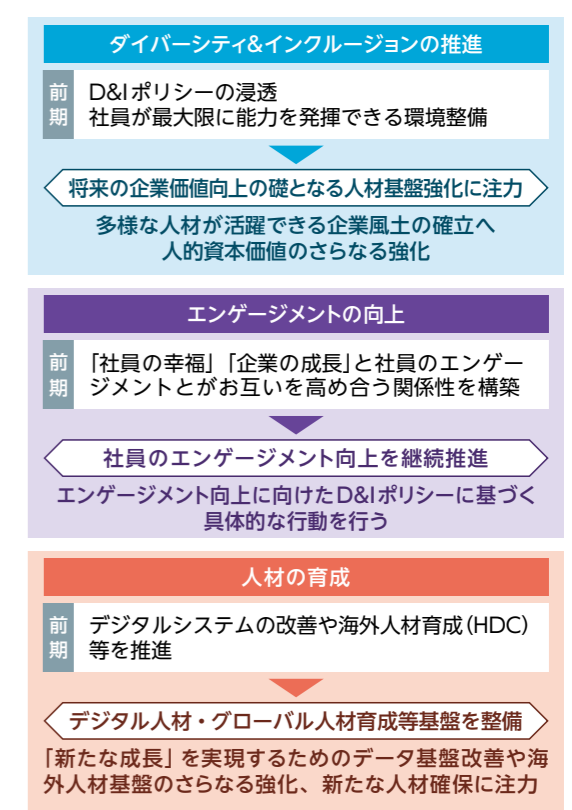 ダイバーシティ&インクルージョンの推進
前期
D&Iポリシーの浸透
社員が最大限に能力を発揮できる環境整備
将来の企業価値向上の礎となる人材基盤強化に注力
多様な人材が活躍できる企業風土の確立へ
人的資本価値のさらなる強化
エンゲージメントの向上
前期
「社員の幸福」「企業の成長」と社員のエンゲー
ジメントとがお互いを高め合う関係性を構築
社員のエンゲージメント向上を継続推進
エンゲージメント向上に向けたD&Iポリシーに基づく
具体的な行動を行う
人材の育成
前期
デジタルシステムの改善や海外人材育成(HDC)
等を推進
デジタル人材・グローバル人材育成等基盤を整備
「新たな成長」を実現するためのデータ基盤改善や海
外人材基盤のさらなる強化、新たな人材確保に注力